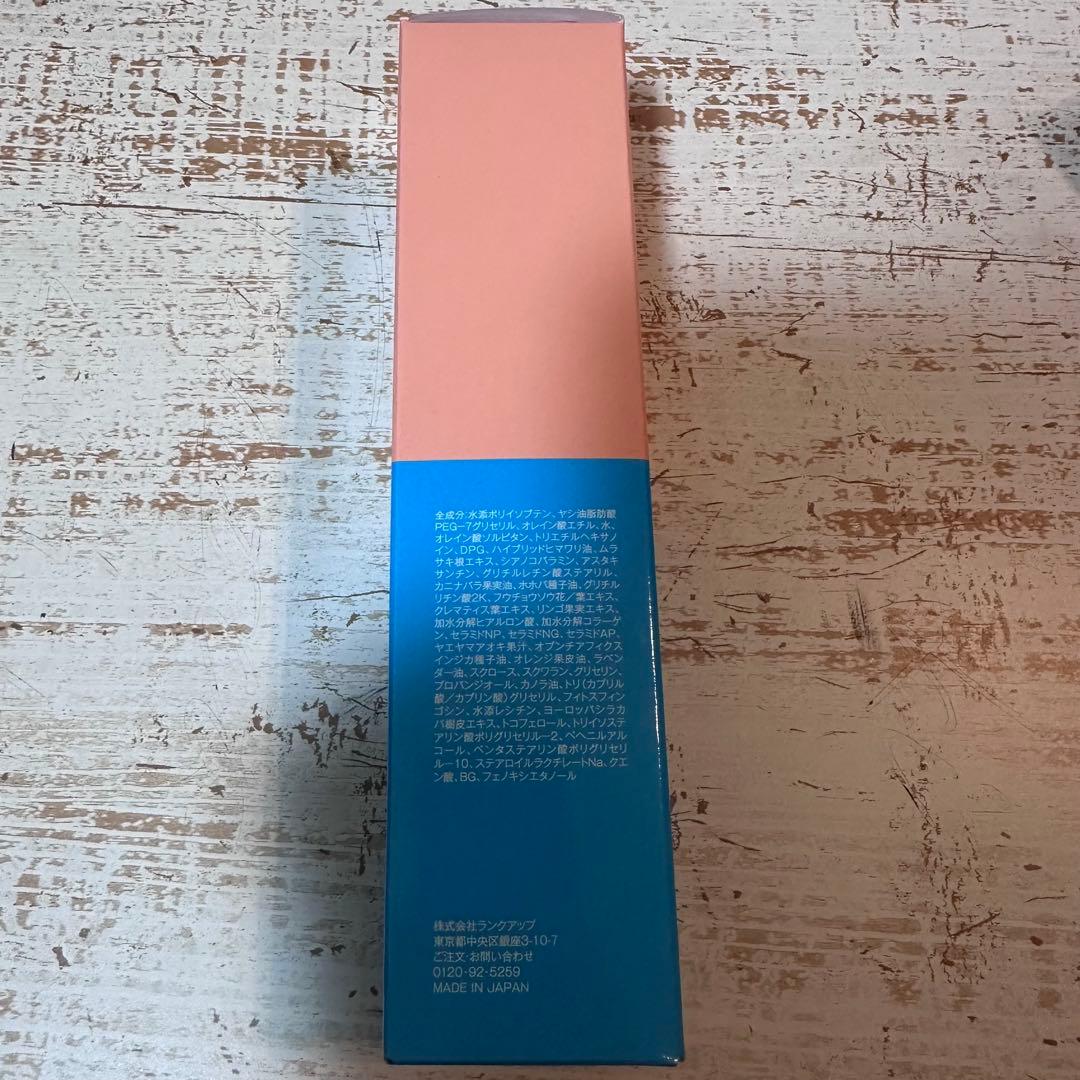 全成分:水添ポリイソブテン、ヤシ油脂肪酸
PEG-7グリセリル、オレイン酸エチル、水、
オレイン酸ソルビタン、トリエチルヘキサノ
イン、DPG、ハイブリッドヒマワリ油、ムラ
サキ根エキス、シアノコバラミン、アスタキ
サンチン、グリチルレチン酸ステアリル、
カニナバラ果実油、ホホバ種子油、グリチル
リチン酸2K、フウチョウソウ花/葉エキス、
クレマティス葉エキス、リンゴ果実エキス、
加水分解ヒアルロン酸、加水分解コラーゲ
ン、セラミドNP、セラミドNG、セラミドAP、
ヤエヤマアオキ果汁、オプンチアフィクス
インジカ種子油、オレンジ果皮油、ラベン
ダー油、スクロース、スクワラン、グリセリン、
プロパンジオール、カノラ油、トリ(カプリル
酸/カプリン酸)グリセリル、フィトスフィン
ゴシン、水添レシチン、ヨーロッパシラカ
バ樹皮エキス、トコフェロール、トリイソステ
アリン酸ポリグリセリル-2、ベヘニルアル
コール、ペンタステアリン酸ポリグリセリ
ル-10、ステアロイルラクチレートNa、クエ
ン酸、BG、フェノキシエタノール
株式会社ランクアップ
東京都中央区銀座3-10-7
ご注文・お問い合わせ
0120-92-5259
MADE IN JAPAN